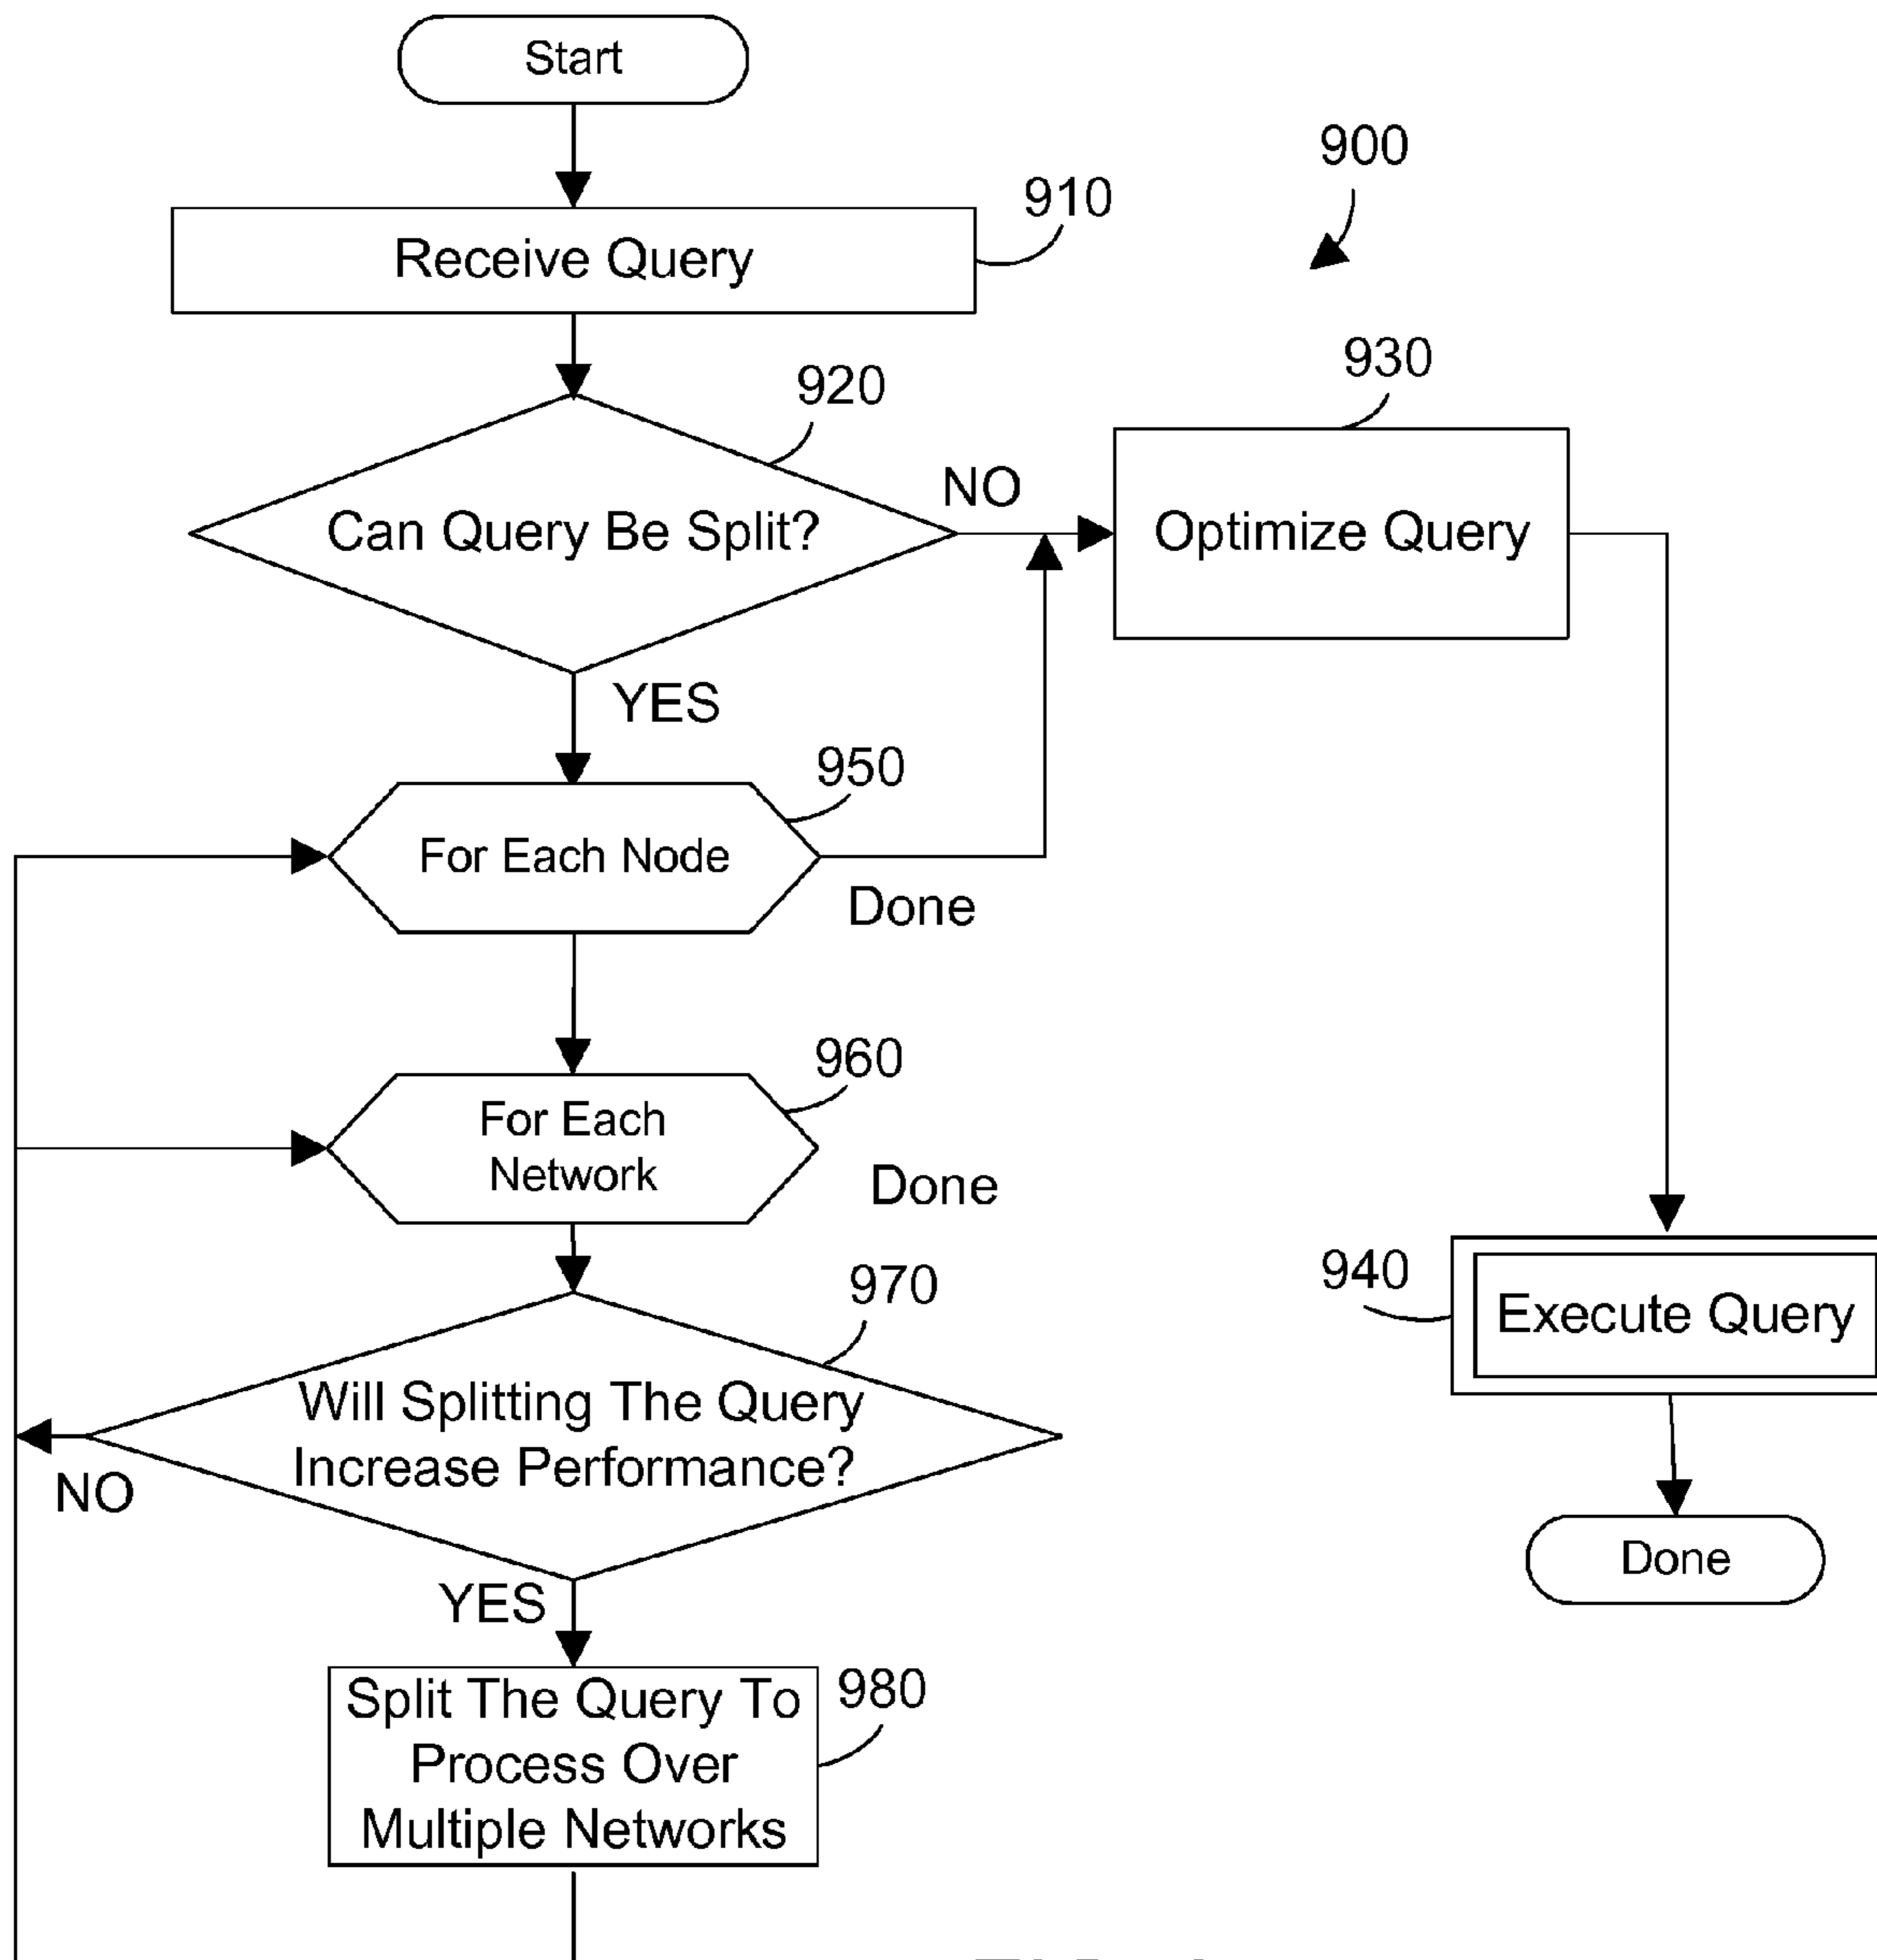 Start
900
910
Receive Query
920
930
NO
Can Query Be Split?
Optimize Query
YES
950
For Each Node
Done
960
For Each
Network
Done
970
Will Splitting The Query
Increase Performance?
NO
940
Execute Query
YES
Done
980
Split The Query To
Process Over
Multiple Networks